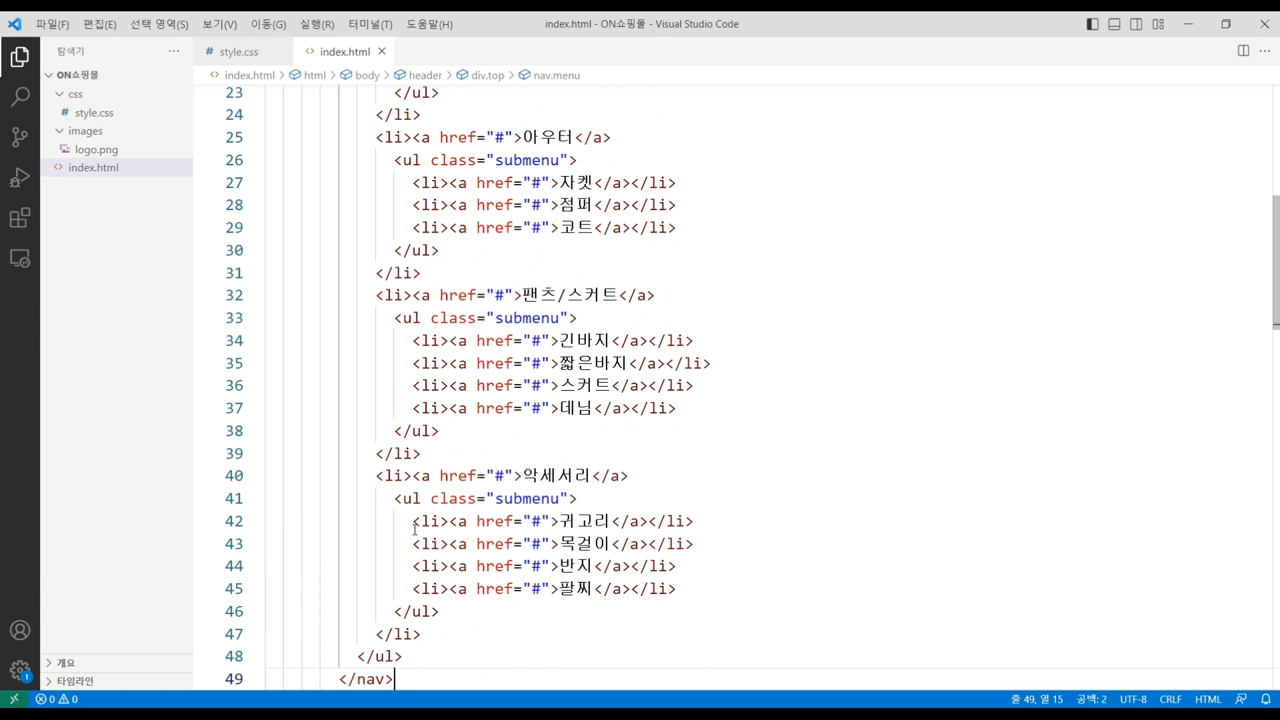 파일(F) 편집(E) 선택 영역(S) 보기(V) 이동(G) 실행(R) 터미널(T) 도움말(H) index.html - ON쇼핑몰 - Visual Studio Code
탐색기 ···
ON쇼핑몰
css
# style.css
images
logo.png
<> index.html
개요
타임라인
# style.css <> index.html
<> index.html > html > body > header > div.top > nav.menu
23 </ul>
24 </li>
25 <li><a href="#">아우터</a>
26 <ul class="submenu">
27 <li><a href="#">자켓</a></li>
28 <li><a href="#">점퍼</a></li>
29 <li><a href="#">코트</a></li>
30 </ul>
31 </li>
32 <li><a href="#">팬츠/스커트</a>
33 <ul class="submenu">
34 <li><a href="#">긴바지</a></li>
35 <li><a href="#">짧은바지</a></li>
36 <li><a href="#">스커트</a></li>
37 <li><a href="#">데님</a></li>
38 </ul>
39 </li>
40 <li><a href="#">악세서리</a>
41 <ul class="submenu">
42 <li><a href="#">귀고리</a></li>
43 <li><a href="#">목걸이</a></li>
44 <li><a href="#">반지</a></li>
45 <li><a href="#">팔찌</a></li>
46 </ul>
47 </li>
48 </ul>
49 </nav>
1
0 0 줄 49, 열 15 공백: 2 UTF-8 CRLF HTML